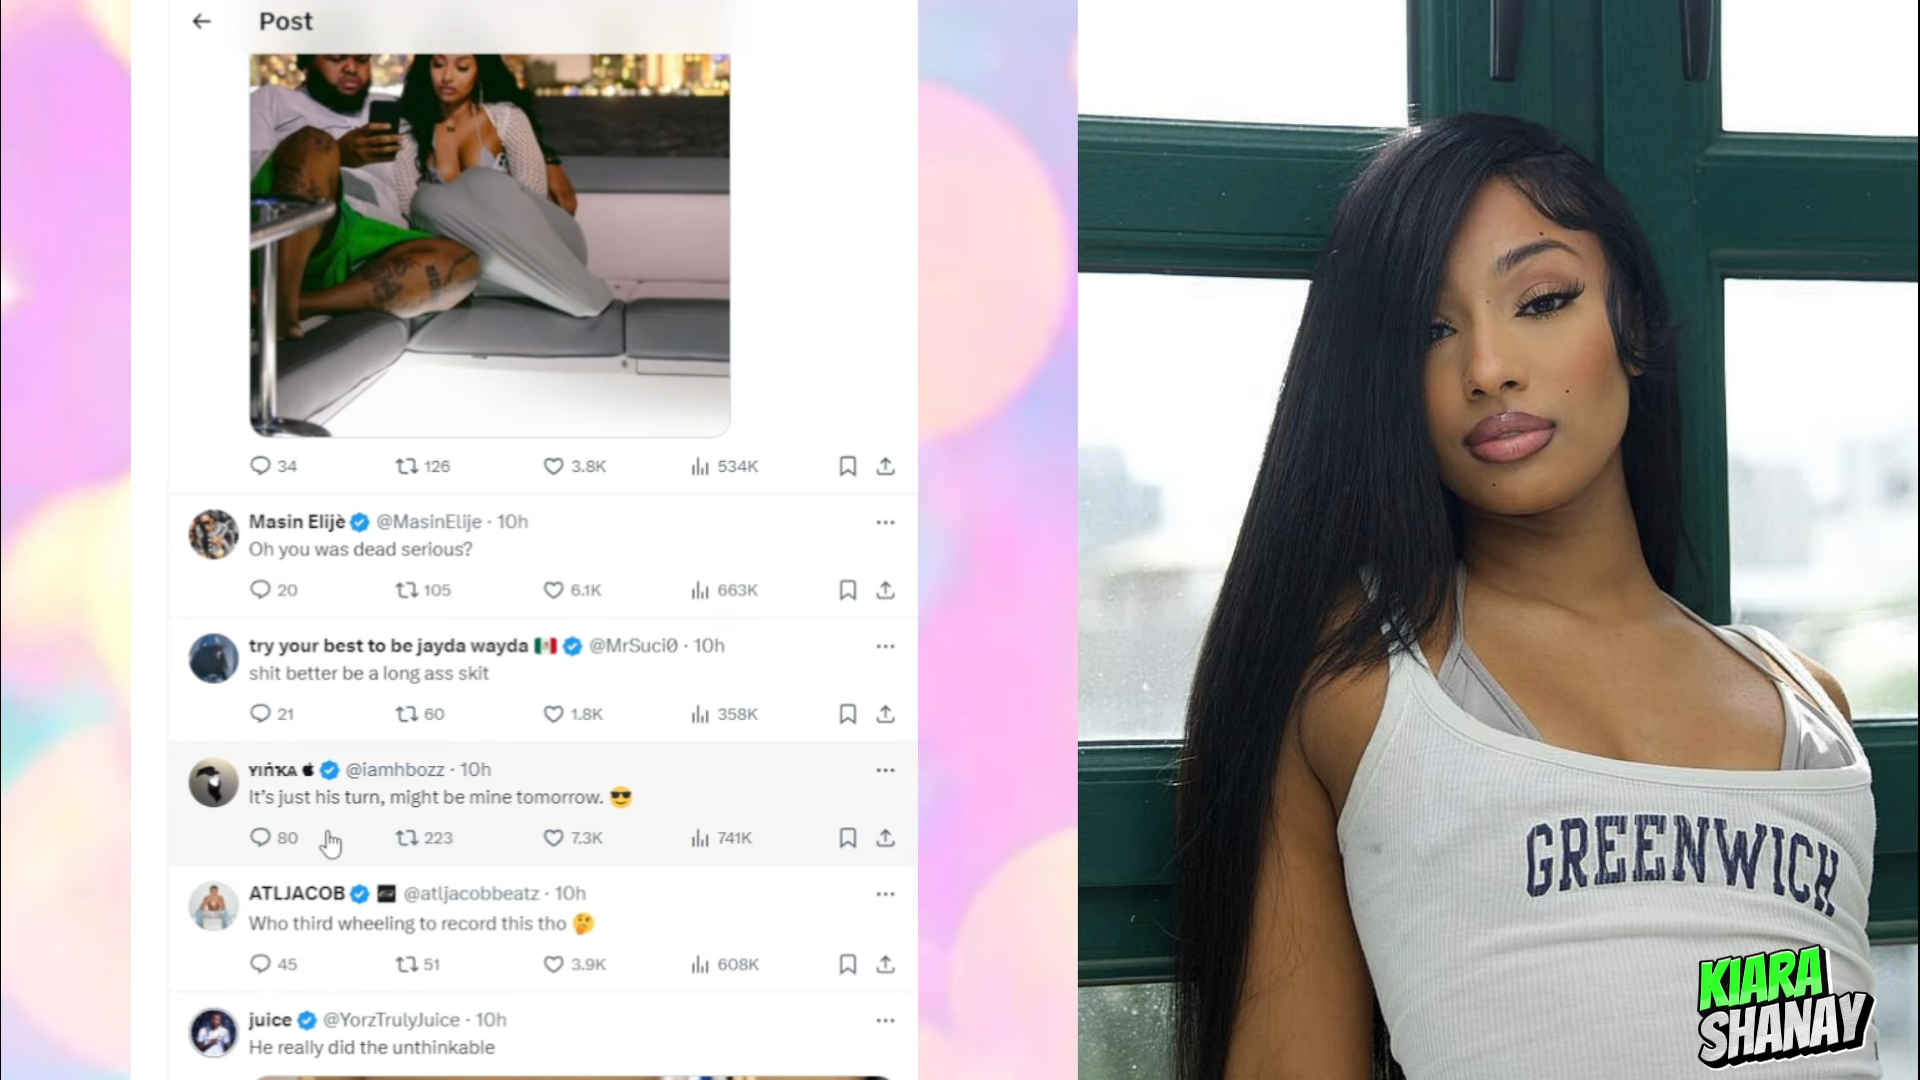 Post
34 126 3.8K 534K
Masin Elijè @MasinElije · 10h
Oh you was dead serious?
20 105 6.1K 663K
try your best to be jayda wayda @MrSuci0 · 10h
shit better be a long ass skit
21 60 1.8K 358K
YIŃKA @iamhbozz · 10h
It's just his turn, might be mine tomorrow. 😎
80 223 7.3K 741K
ATLJACOB @atljacobbeatz · 10h
Who third wheeling to record this tho 🤔
45 51 3.9K 608K
juice @YorzTrulyJuice · 10h
He really did the unthinkable
GREENWICH
KIARA
SHANAY